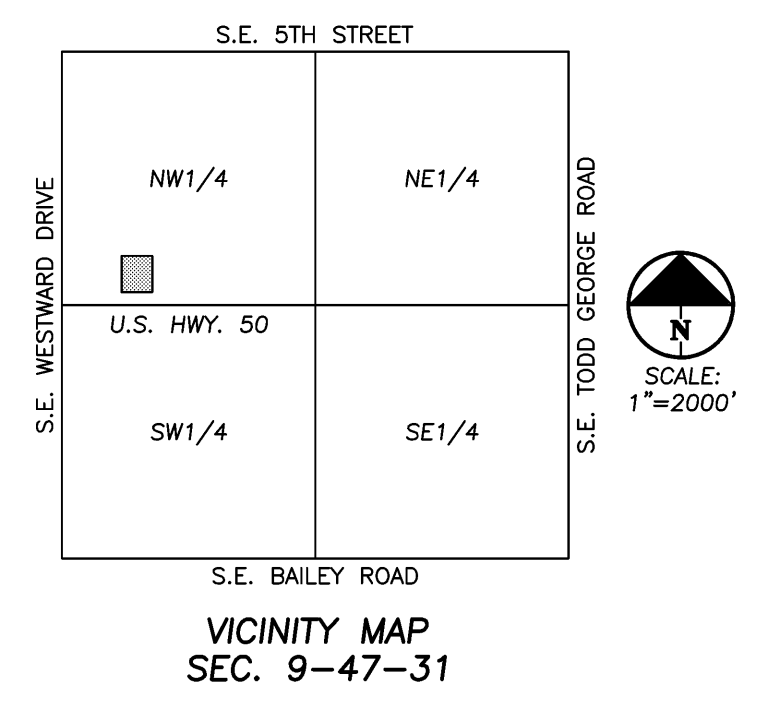 S.E. 5TH STREET
NW1/4
NE1/4
S.E. WESTWARD DRIVE
S.E. TODD GEORGE ROAD
U.S. HWY. 50
N
SCALE:
1"=2000'
SW1/4
SE1/4
S.E. BAILEY ROAD
VICINITY MAP
SEC. 9-47-31